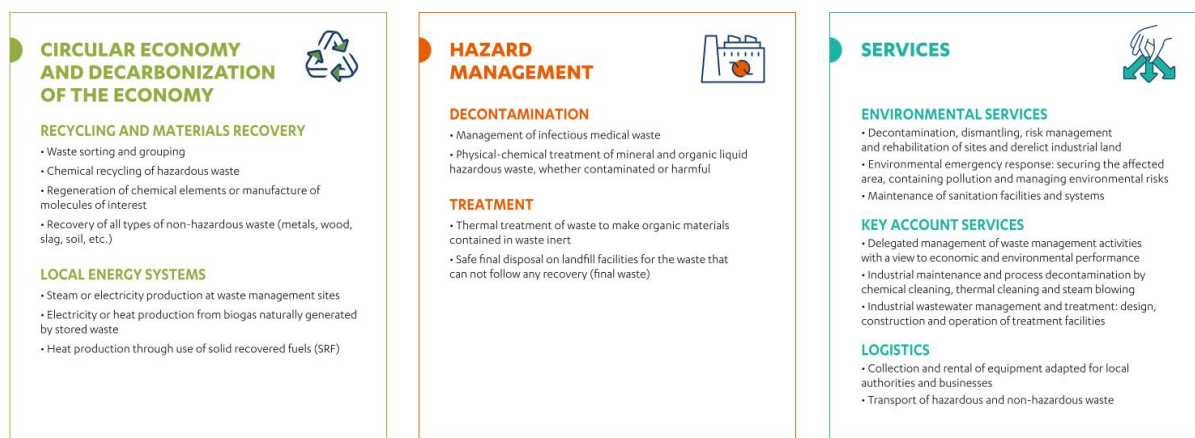 CIRCULAR ECONOMY
AND DECARBONIZATION
OF THE ECONOMY
RECYCLING AND MATERIALS RECOVERY
• Waste sorting and grouping
• Chemical recycling of hazardous waste
• Regeneration of chemical elements or manufacture of
molecules of interest
• Recovery of all types of non-hazardous waste (metals, wood,
slag, soil, etc.)
LOCAL ENERGY SYSTEMS
• Steam or electricity production at waste management sites
• Electricity or heat production from biogas naturally generated
by stored waste
• Heat production through use of solid recovered fuels (SRF)
HAZARD
MANAGEMENT
DECONTAMINATION
• Management of infectious medical waste
• Physical-chemical treatment of mineral and organic liquid
hazardous waste, whether contaminated or harmful
TREATMENT
• Thermal treatment of waste to make organic materials
contained in waste inert
• Safe final disposal on landfill facilities for the waste that
can not follow any recovery (final waste)
SERVICES
ENVIRONMENTAL SERVICES
• Decontamination, dismantling, risk management
and rehabilitation of sites and derelict industrial land
• Environmental emergency response: securing the affected
area, containing pollution and managing environmental risks
• Maintenance of sanitation facilities and systems
KEY ACCOUNT SERVICES
• Delegated management of waste management activities
with a view to economic and environmental performance
• Industrial maintenance and process decontamination by
chemical cleaning, thermal cleaning and steam blowing
• Industrial wastewater management and treatment: design,
construction and operation of treatment facilities
LOGISTICS
• Collection and rental of equipment adapted for local
authorities and businesses
• Transport of hazardous and non-hazardous waste